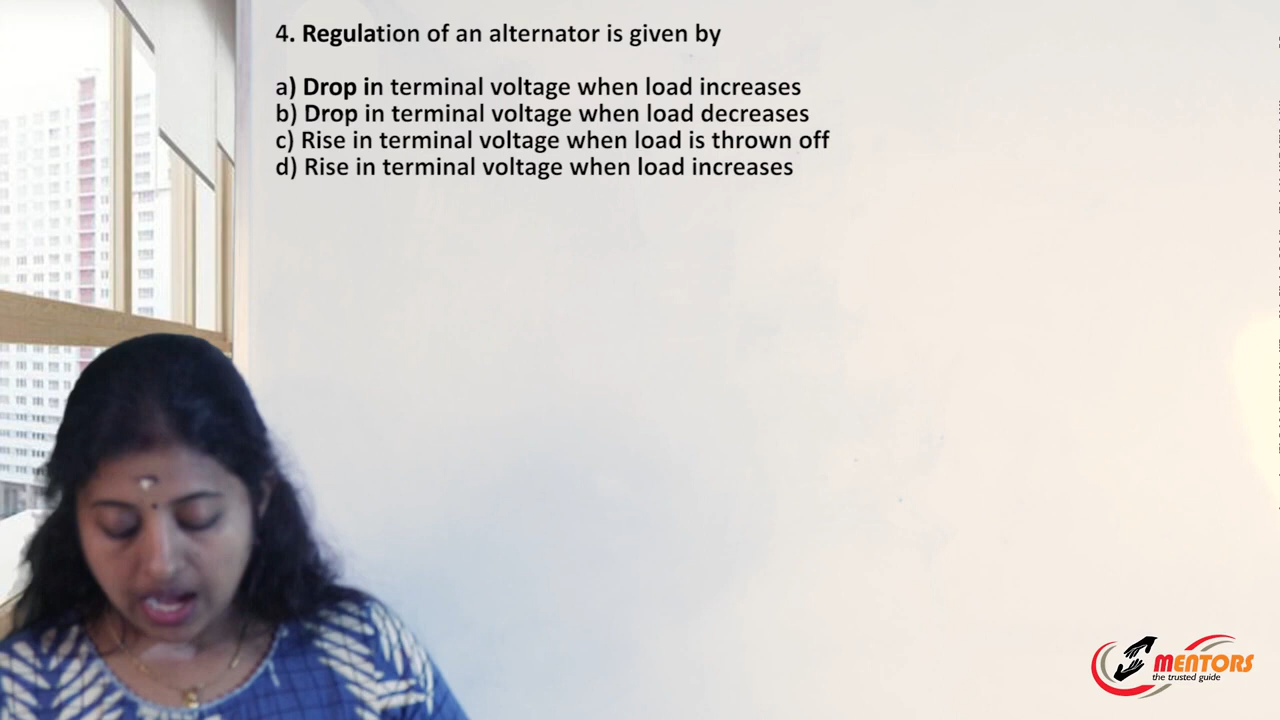 4. Regulation of an alternator is given by
a) Drop in terminal voltage when load increases
b) Drop in terminal voltage when load decreases
c) Rise in terminal voltage when load is thrown off
d) Rise in terminal voltage when load increases
MENTORS
the trusted guide